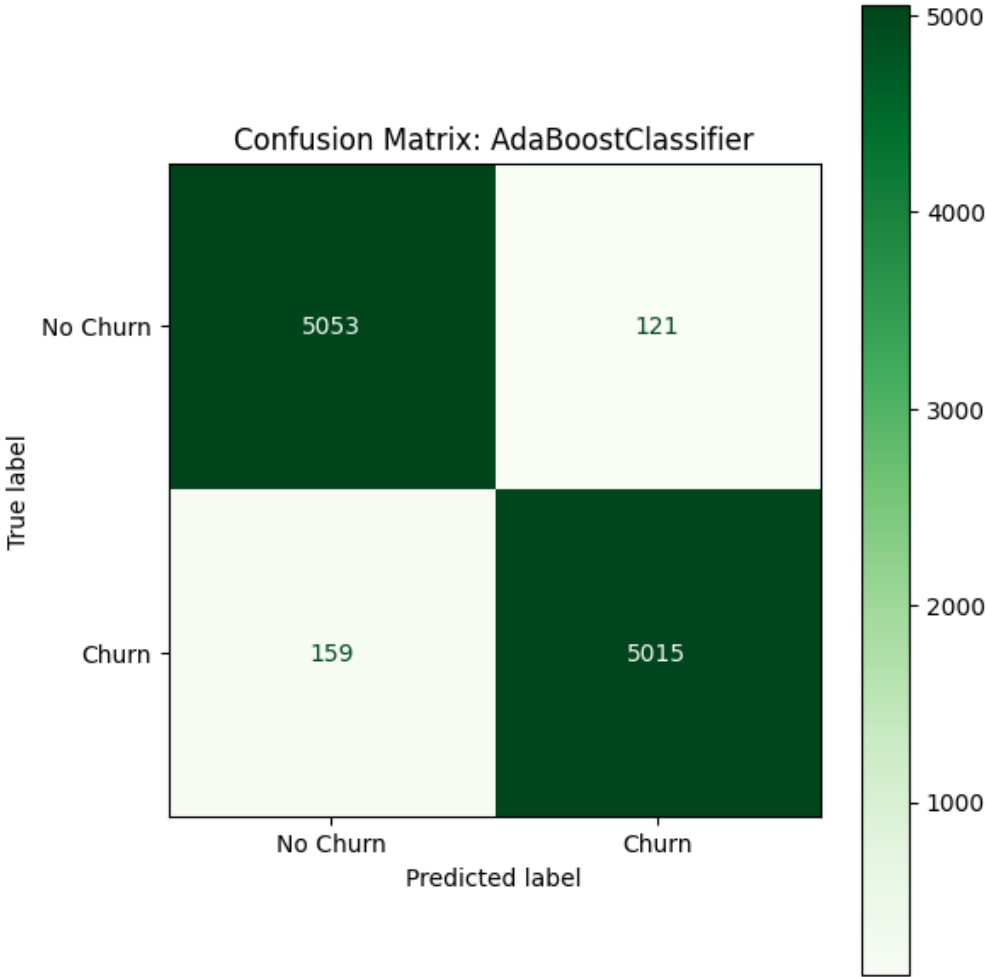 Confusion Matrix: AdaBoostClassifier
True label
No Churn
Churn
5053
121
159
5015
No Churn
Churn
Predicted label
5000
4000
3000
2000
1000